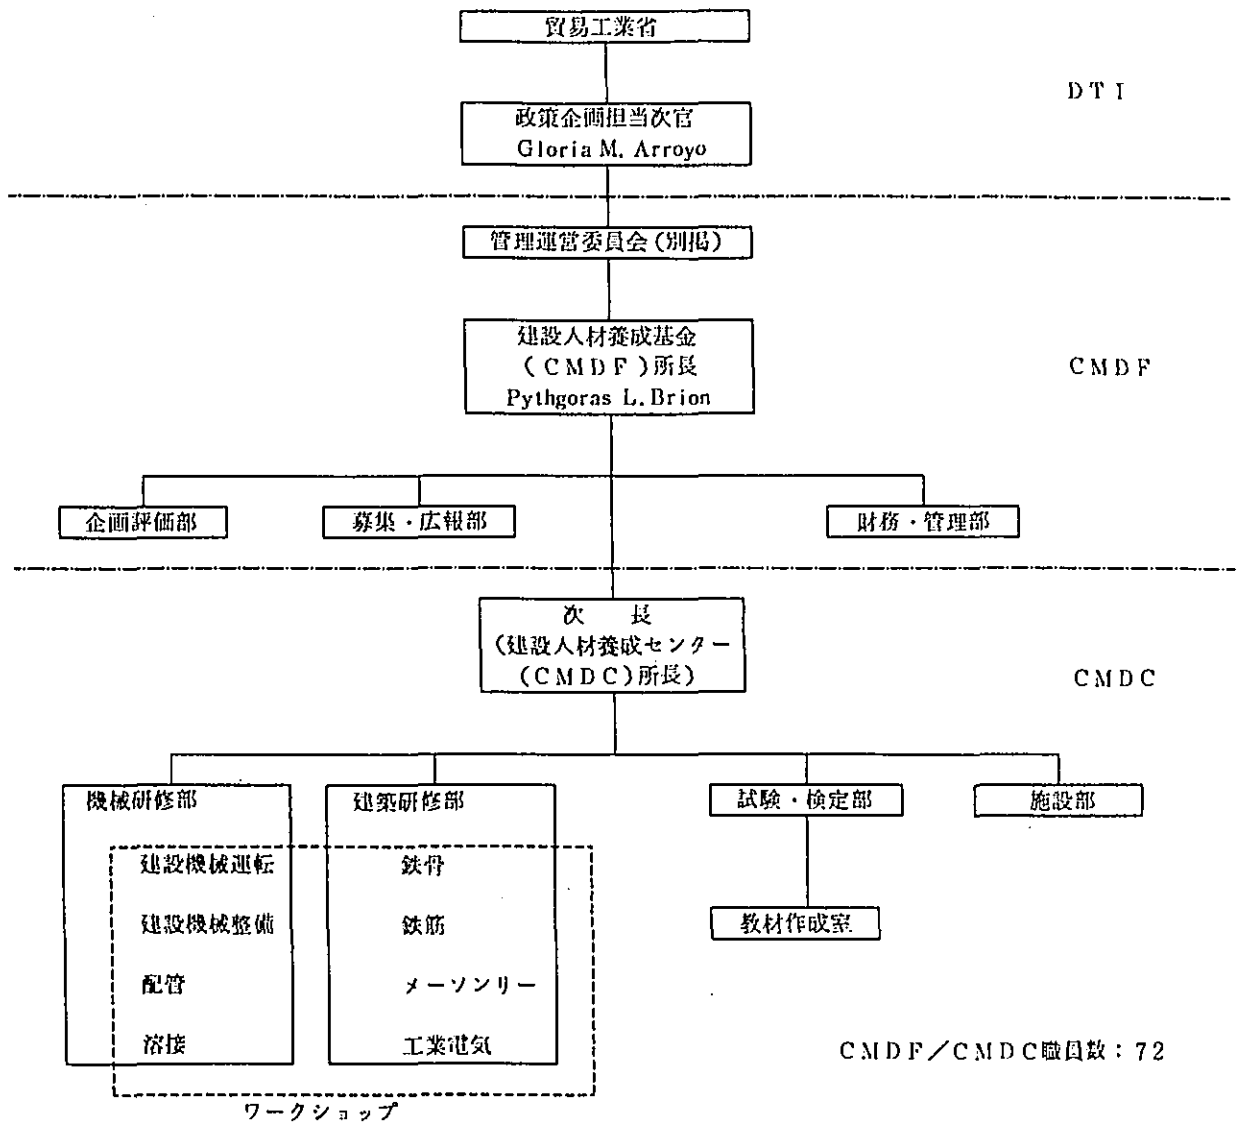 貿易工業省
DTI
政策企画担当次官
Gloria M. Arroyo
管理運営委員会(別掲)
建設人材養成基金
(CMDF)所長
Pythgoras L. Brion
CMDF
企画評価部
募集・広報部
財務・管理部
次 長
(建設人材養成センター
(CMDC)所長)
CMDC
機械研修部
建築研修部
試験・検定部
施設部
建設機械運転
鉄骨
建設機械整備
鉄筋
教材作成室
配管
メーソンリー
溶接
工業電気
CMDF/CMDC職員数:72
ワークショップ